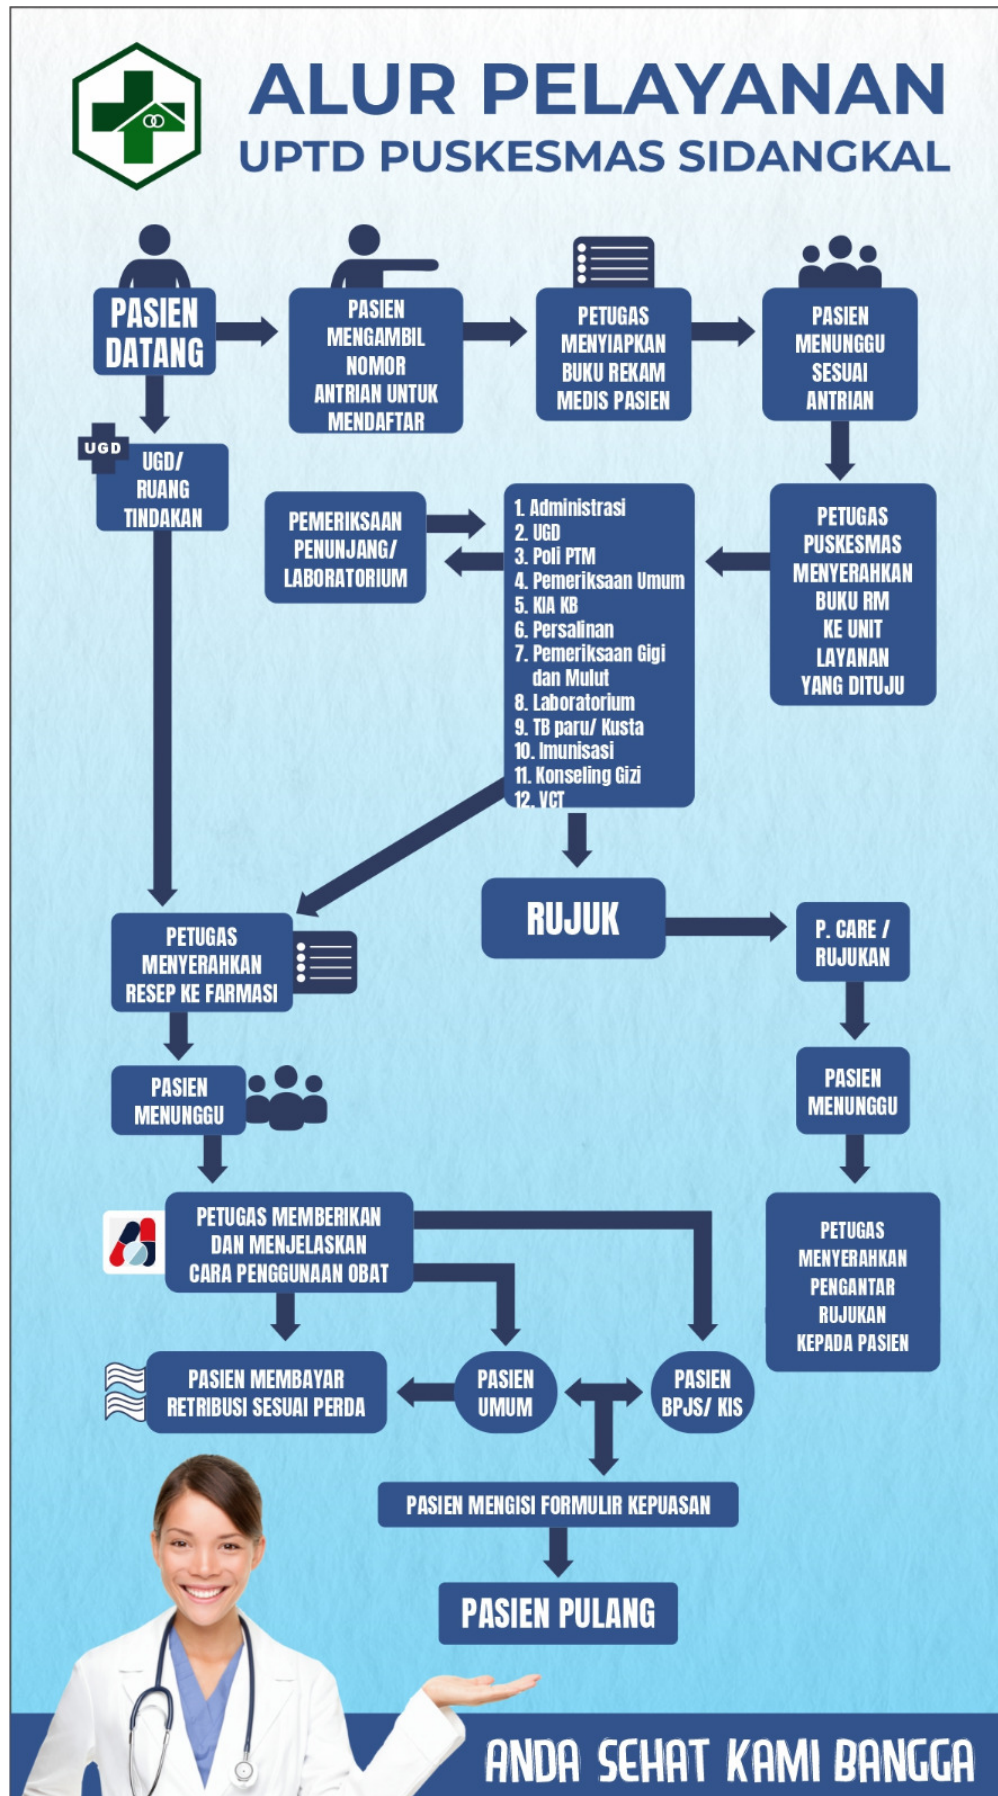 ALUR PELAYANAN
UPTD PUSKESMAS SIDANGKAL
PASIEN
DATANG
PASIEN
MENGAMBIL
NOMOR
ANTRIAN UNTUK
MENDAFTAR
PETUGAS
MENYIAPKAN
BUKU REKAM
MEDIS PASIEN
PASIEN
MENUNGGU
SESUAI
ANTRIAN
UGD
UGD/
RUANG
TINDAKAN
PEMERIKSAAN
PENUNJANG/
LABORATORIUM
1. Administrasi
2. UGD
3. Poli PTM
4. Pemeriksaan Umum
5. KIA KB
6. Persalinan
7. Pemeriksaan Gigi
dan Mulut
8. Laboratorium
9. TB paru/ Kusta
10. Imunisasi
11. Konseling Gizi
12. VCT
PETUGAS
PUSKESMAS
MENYERAHKAN
BUKU RM
KE UNIT
LAYANAN
YANG DITUJU
RUJUK
P. CARE /
RUJUKAN
PETUGAS
MENYERAHKAN
RESEP KE FARMASI
PASIEN
MENUNGGU
PASIEN
MENUNGGU
PETUGAS MEMBERIKAN
DAN MENJELASKAN
CARA PENGGUNAAN OBAT
PETUGAS
MENYERAHKAN
PENGANTAR
RUJUKAN
KEPADA PASIEN
PASIEN MEMBAYAR
RETRIBUSI SESUAI PERDA
PASIEN
UMUM
PASIEN
BPJS/ KIS
PASIEN MENGISI FORMULIR KEPUASAN
PASIEN PULANG
ANDA SEHAT KAMI BANGGA